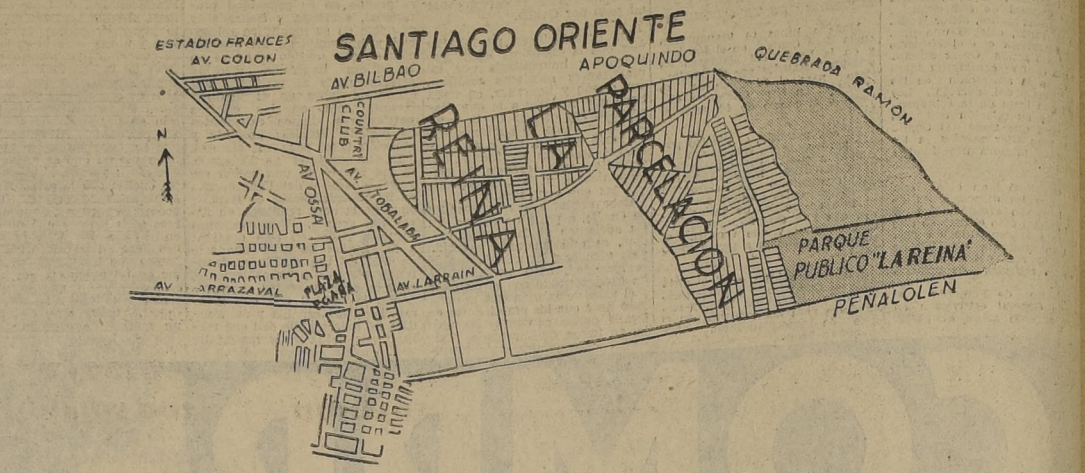 ESTADIO FRANCES
AV. COLON
SANTIAGO ORIENTE
AV. BILBAO
APOQUINDO
QUEBRADA RAMON
N
COUNTRY
CLUB
LA REINA
PARCELACION
AV. OSSA
AV. TOBALABA
AV. LARRAIN
AV
PLAZA
EGAÑA
PARQUE
PUBLICO "LA REINA"
PEÑALOLEN